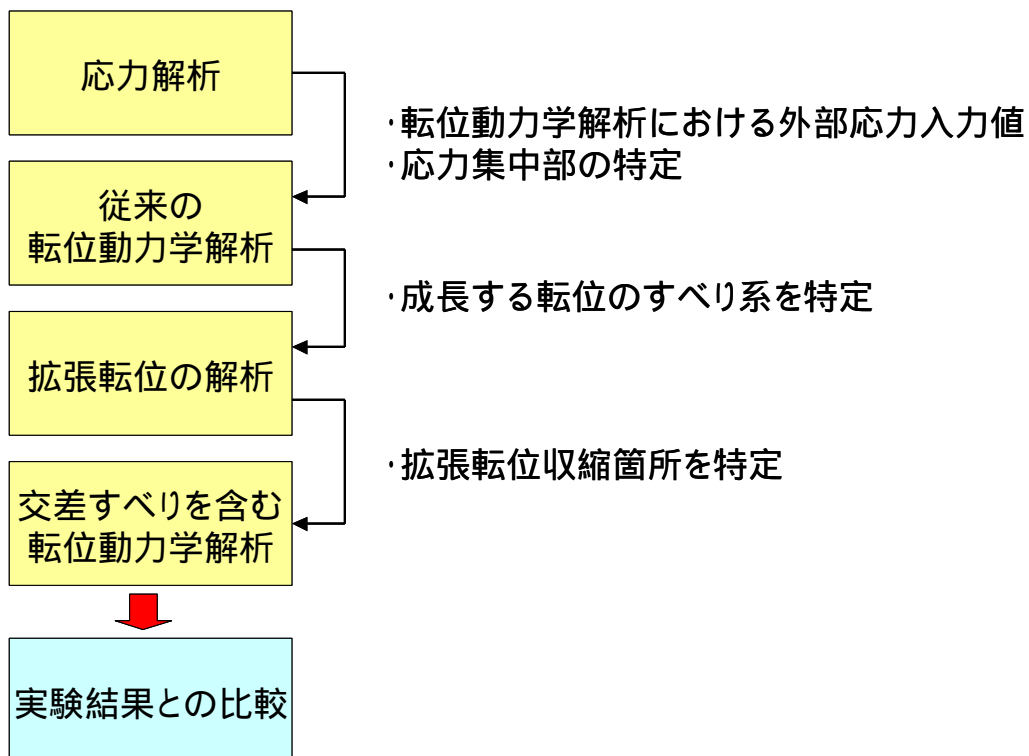 応力解析
・転位動力学解析における外部応力入力値
・応力集中部の特定
従来の
転位動力学解析
・成長する転位のすべり系を特定
拡張転位の解析
・拡張転位収縮箇所を特定
交差すべりを含む
転位動力学解析
実験結果との比較